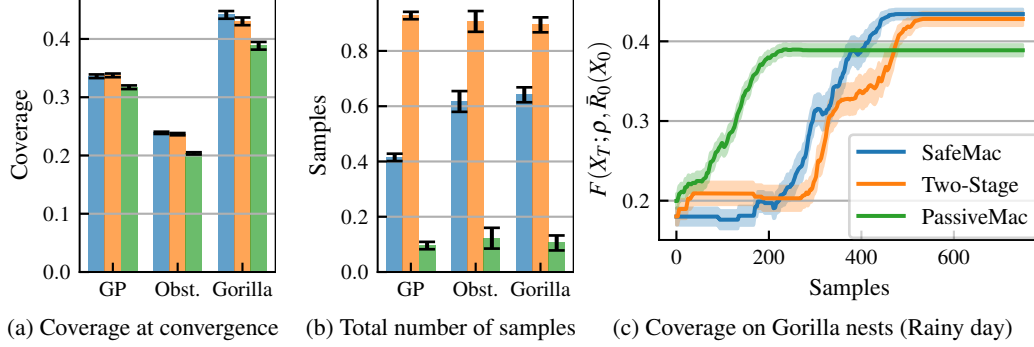 Coverage
0.4
0.3
0.2
0.1
0.0
GP Obst. Gorilla
(a) Coverage at convergence
Samples
0.8
0.6
0.4
0.2
0.0
GP Obst. Gorilla
(b) Total number of samples
F(X_T; ρ, R̄_0(X_0)
0.4
0.3
0.2
0 200 400 600
Samples
SafeMac
Two-Stage
PassiveMac
(c) Coverage on Gorilla nests (Rainy day)